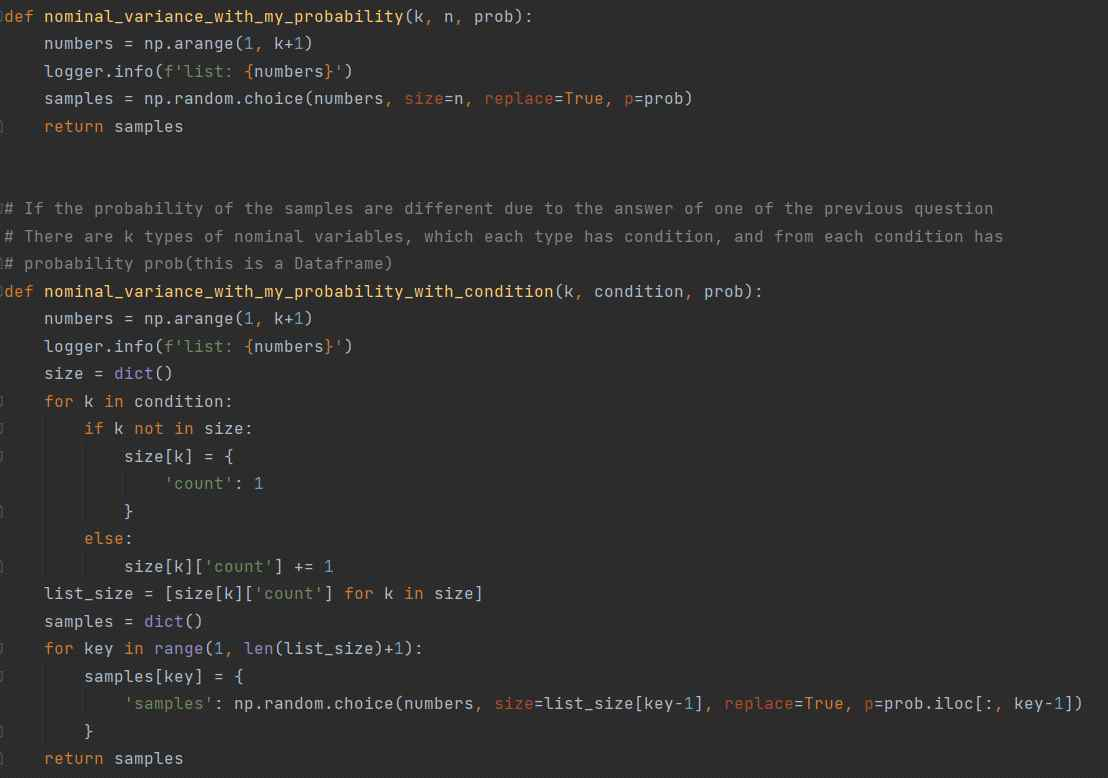 def nominal_variance_with_my_probability(k, n, prob):
    numbers = np.arange(1, k+1)
    logger.info(f'list: {numbers}')
    samples = np.random.choice(numbers, size=n, replace=True, p=prob)
    return samples
# If the probability of the samples are different due to the answer of one of the previous question
# There are k types of nominal variables, which each type has condition, and from each condition has
# probability prob(this is a Dataframe)
def nominal_variance_with_my_probability_with_condition(k, condition, prob):
    numbers = np.arange(1, k+1)
    logger.info(f'list: {numbers}')
    size = dict()
    for k in condition:
        if k not in size:
            size[k] = {
                'count': 1
            }
        else:
            size[k]['count'] += 1
    list_size = [size[k]['count'] for k in size]
    samples = dict()
    for key in range(1, len(list_size)+1):
        samples[key] = {
            'samples': np.random.choice(numbers, size=list_size[key-1], replace=True, p=prob.iloc[:, key-1])
        }
    return samples